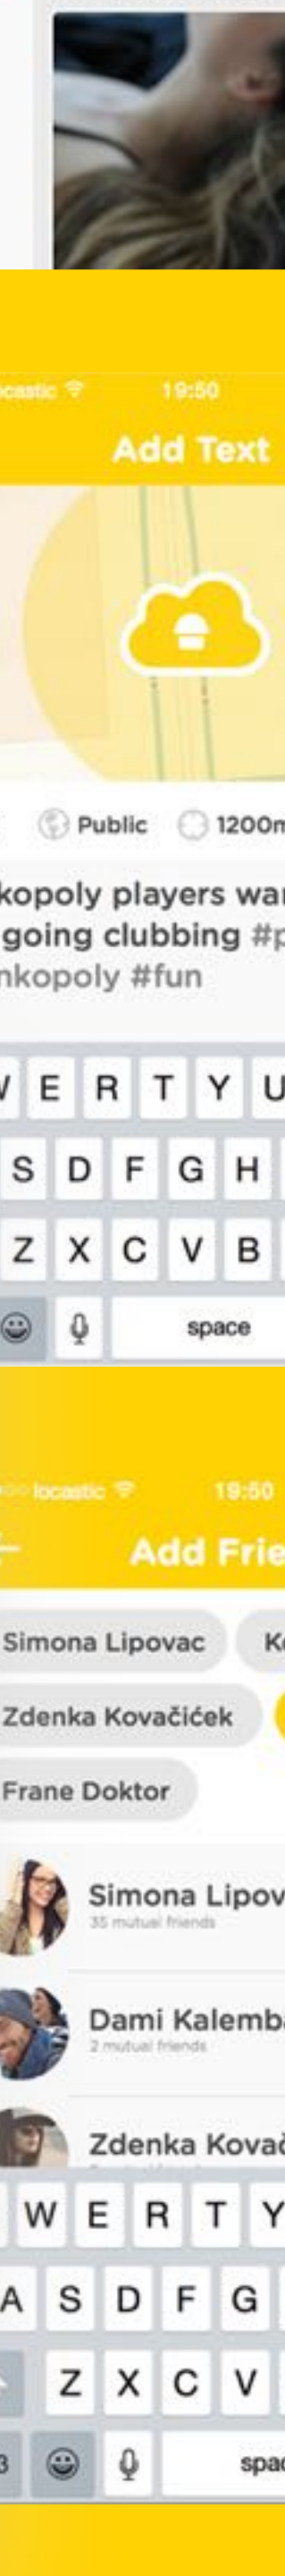 locastic 19:50
Add Text
Public 1200m
kopoly players wa
going clubbing #p
nkopoly #fun
E R T Y U
S D F G H
Z X C V B
space
locastic 19:50
Add Frie
Simona Lipovac K
Zdenka Kovačićek
Frane Doktor
Simona Lipov
35 mutual friends
Dami Kalemb
2 mutual friends
Zdenka Kovač
W E R T Y
A S D F G
Z X C V
3 spac